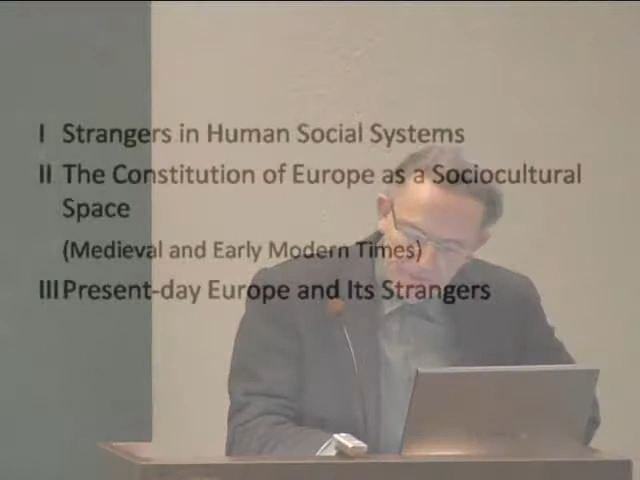 I Strangers in Human Social Systems
II The Constitution of Europe as a Sociocultural
Space
(Medieval and Early Modern Times)
III Present-day Europe and Its Strangers